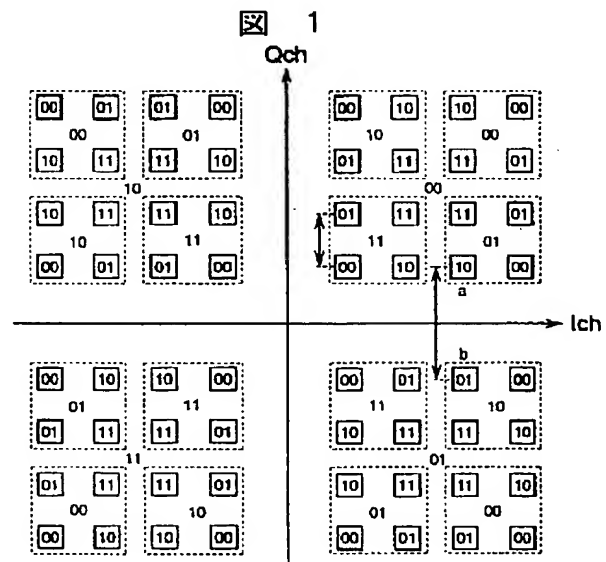 図 1
Qch
00 01 01 00 00 10 10 00
00 01 10 00
10 11 11 10 01 11 11 01
10 00
10 11 11 10 01 11 11 01
10 11 11 01
00 01 01 00 00 10 10 00
a
Ich
b
00 10 10 00 00 01 01 00
01 11 11 10
01 11 11 01 10 11 11 10
11 01
01 11 11 01 10 11 11 10
00 10 01 00
00 10 10 00 00 01 01 00